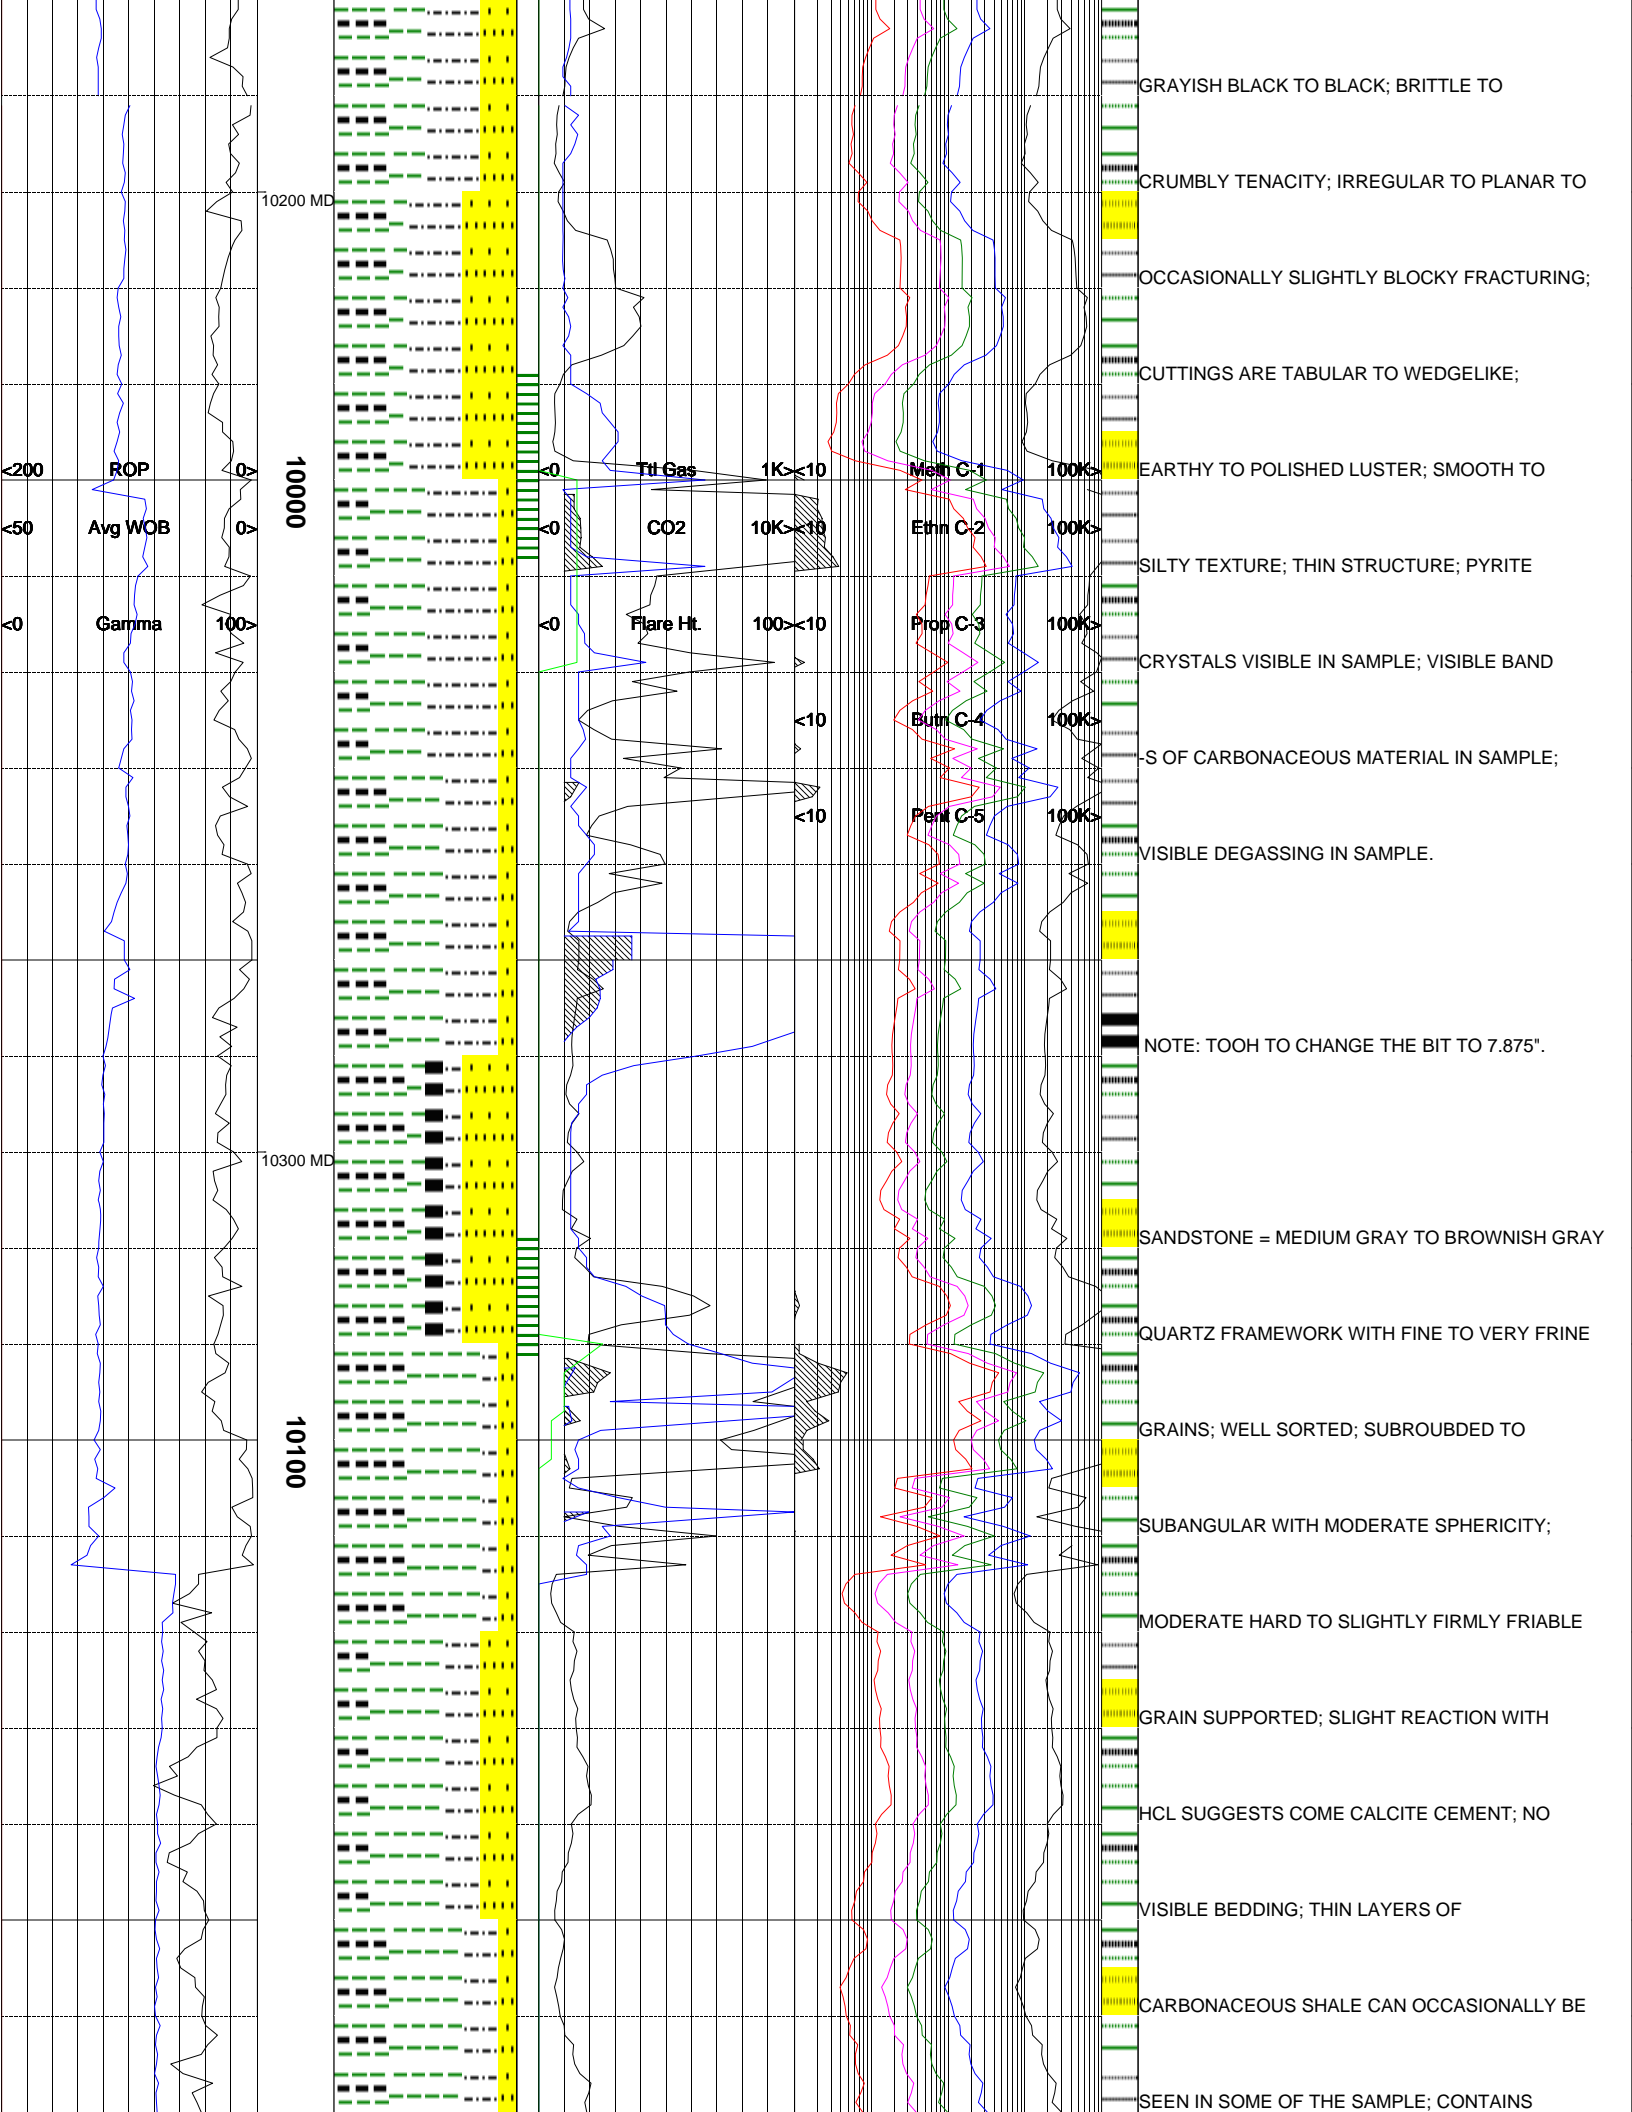 GRAYISH BLACK TO BLACK; BRITTLE TO
CRUMBLY TENACITY; IRREGULAR TO PLANAR TO
10200 MD
OCCASIONALLY SLIGHTLY BLOCKY FRACTURING;
CUTTINGS ARE TABULAR TO WEDGELIKE;
<200 ROP 0> 10000 <0 Ttl Gas 1K> <10 Meth C-1 100K> EARTHY TO POLISHED LUSTER; SMOOTH TO
<50 Avg WOB 0> <0 CO2 10K> <10 Ethn C-2 100K>
SILTY TEXTURE; THIN STRUCTURE; PYRITE
<0 Gamma 100> <0 Flare Ht. 100> <10 Prop C-3 100K>
CRYSTALS VISIBLE IN SAMPLE; VISIBLE BAND
<10 Butn C-4 100K>
-S OF CARBONACEOUS MATERIAL IN SAMPLE;
<10 Pent C-5 100K>
VISIBLE DEGASSING IN SAMPLE.
NOTE: TOOH TO CHANGE THE BIT TO 7.875".
10300 MD
SANDSTONE = MEDIUM GRAY TO BROWNISH GRAY
QUARTZ FRAMEWORK WITH FINE TO VERY FRINE
10100
GRAINS; WELL SORTED; SUBROUBDED TO
SUBANGULAR WITH MODERATE SPHERICITY;
MODERATE HARD TO SLIGHTLY FIRMLY FRIABLE
GRAIN SUPPORTED; SLIGHT REACTION WITH
HCL SUGGESTS COME CALCITE CEMENT; NO
VISIBLE BEDDING; THIN LAYERS OF
CARBONACEOUS SHALE CAN OCCASIONALLY BE
SEEN IN SOME OF THE SAMPLE; CONTAINS